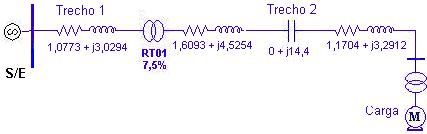 Trecho 1
Trecho 2
1,0773 + j3,0294
RT01
7,5%
1,6093 + j4,5254
0 + j14,4
1,1704 + j3,2912
S/E
Carga
M